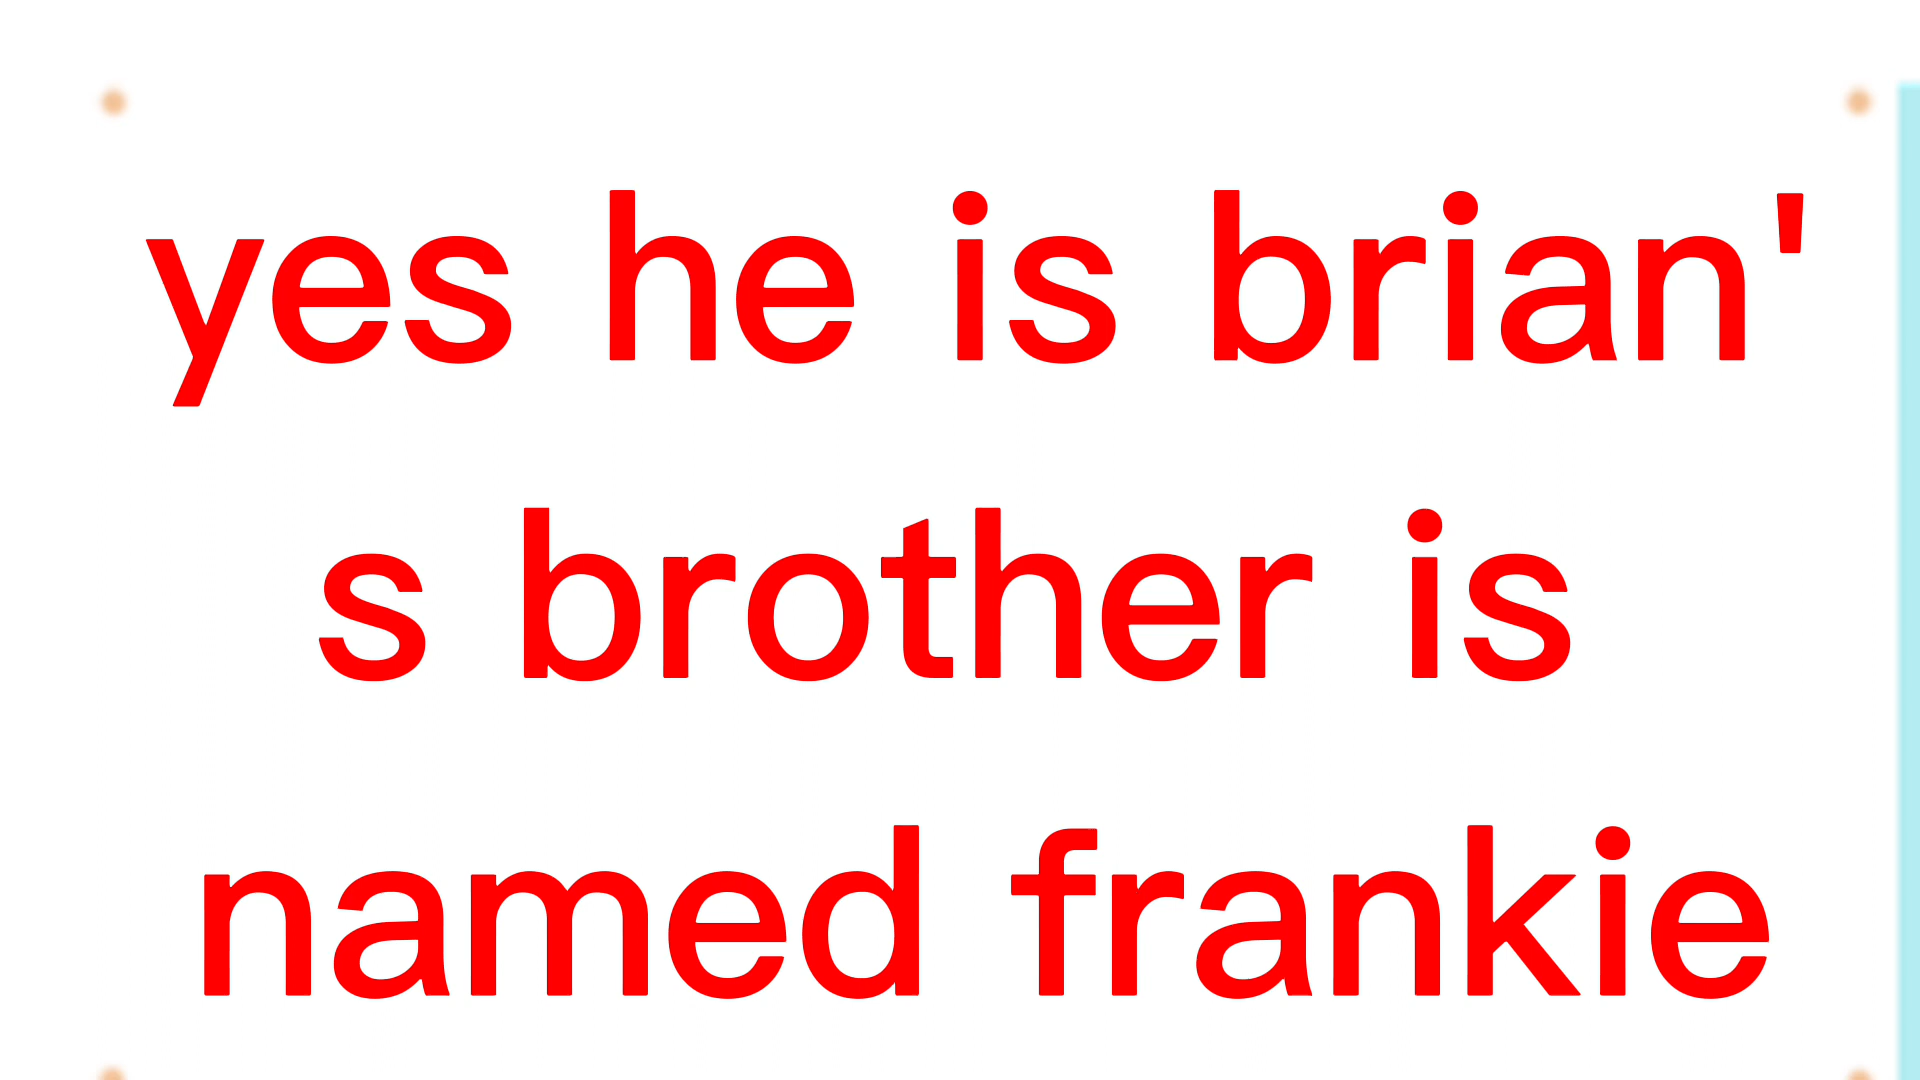 yes he is brian'
s brother is
named frankie